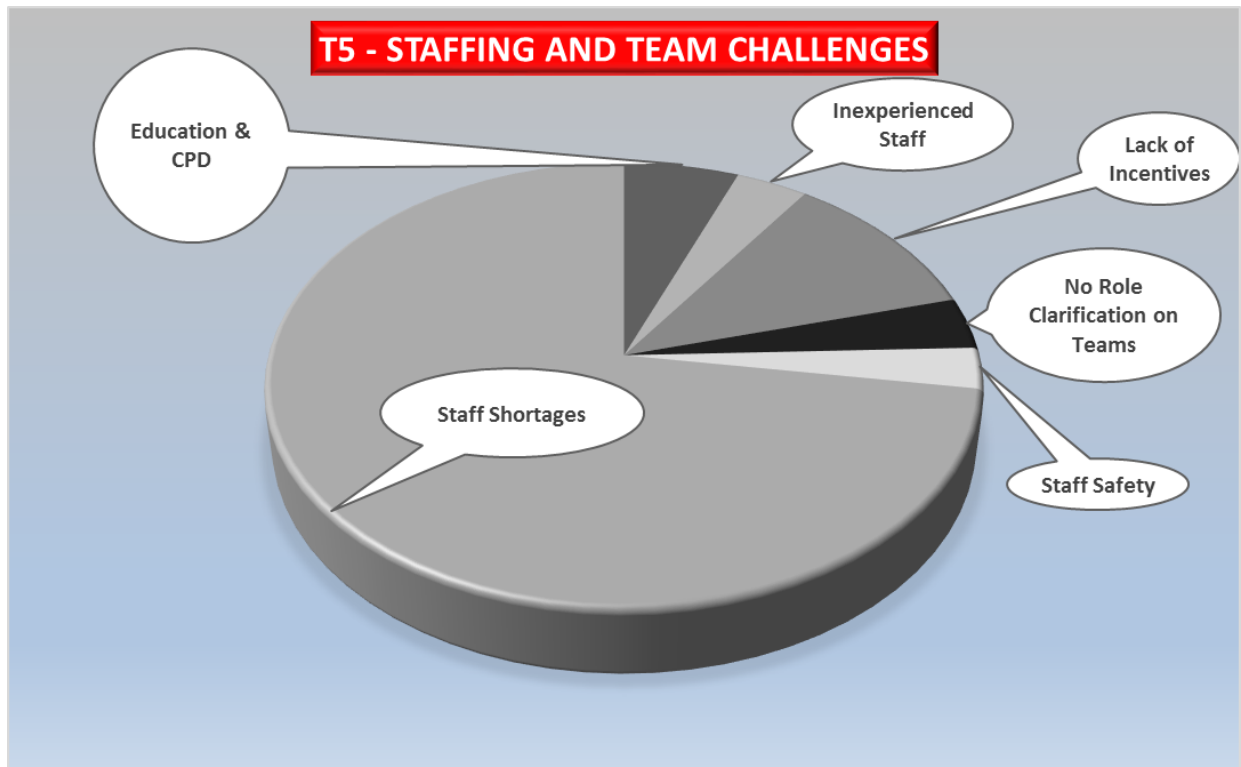 T5 - STAFFING AND TEAM CHALLENGES
Education &
CPD
Inexperienced
Staff
Lack of
Incentives
No Role
Clarification on
Teams
Staff Shortages
Staff Safety